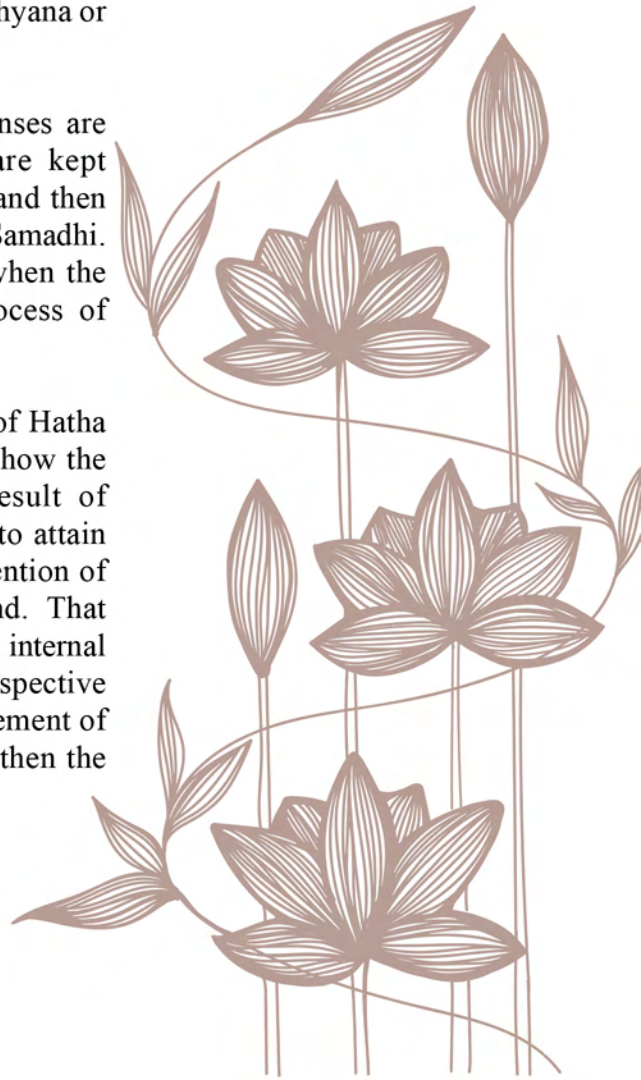 hyana or
nses are
are kept
and then
Samadhi.
when the
ocess of
of Hatha
how the
esult of
to attain
ention of
nd. That
internal
spective
ement of
then the